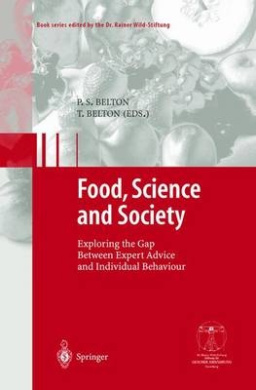 Book series edited by the Dr. Rainer Wild-Stiftung
P. S. BELTON
T. BELTON (EDS.)
Food, Science
and Society
Exploring the Gap
Between Expert Advice
and Individual Behaviour
Springer